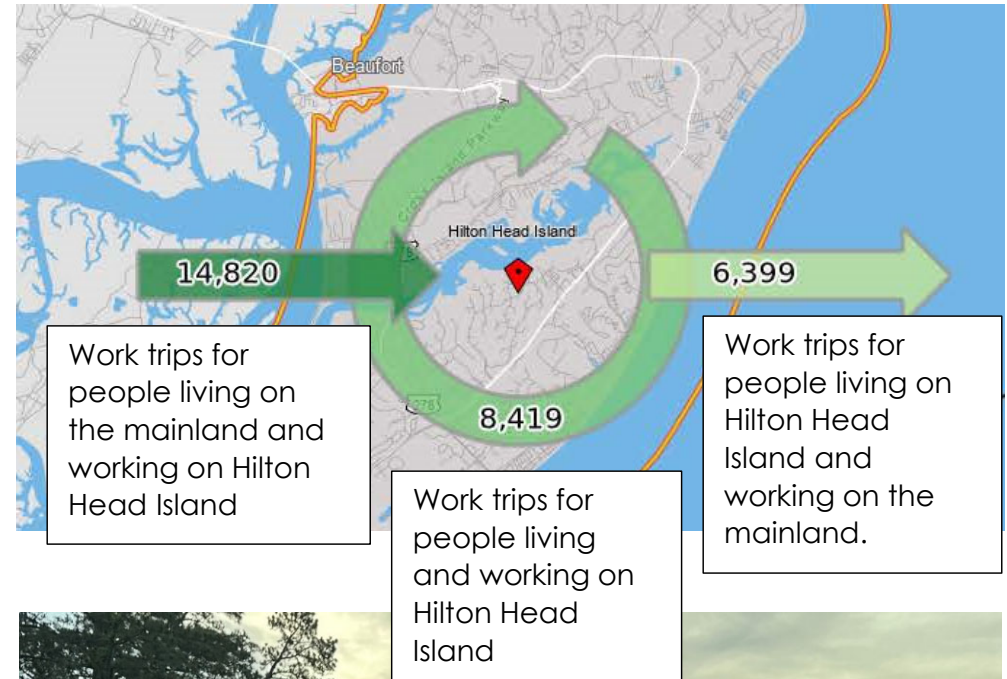 Beaufort
Hilton Head Island
14,820
6,399
8,419
278
Work trips for
people living on
the mainland and
working on Hilton
Head Island
Work trips for
people living
and working on
Hilton Head
Island
Work trips for
people living on
Hilton Head
Island and
working on the
mainland.